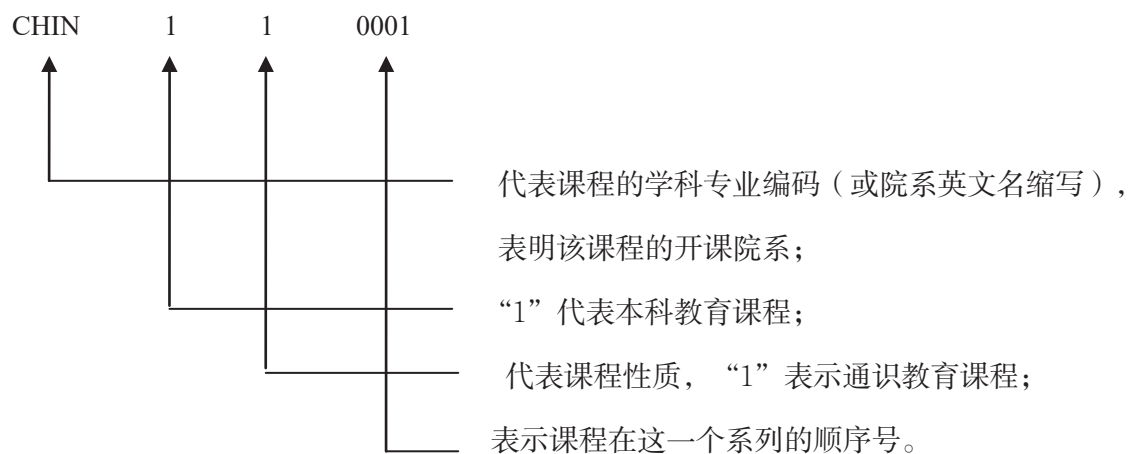 CHIN 1 1 0001
代表课程的学科专业编码（或院系英文名缩写），
表明该课程的开课院系；
“1”代表本科教育课程；
代表课程性质，“1”表示通识教育课程；
表示课程在这一个系列的顺序号。